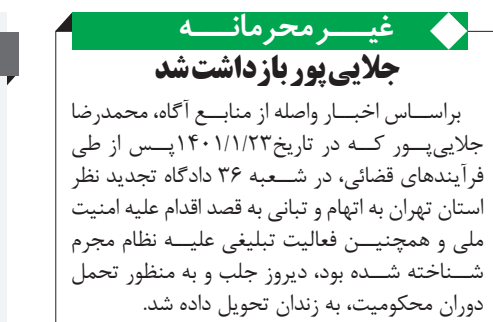 غیرمحرمانه
جلایی‌پور بازداشت شد
براساس اخبار واصله از منابع آگاه، محمدرضا
جلایی‌پور که در تاریخ ۱۴۰۱/۱/۲۳ پس از طی
فرآیندهای قضائی، در شعبه ۳۶ دادگاه تجدید نظر
استان تهران به اتهام و تبانی به قصد اقدام علیه امنیت
ملی و همچنین فعالیت تبلیغی علیه نظام مجرم
شناخته شده بود، دیروز جلب و به منظور تحمل
دوران محکومیت، به زندان تحویل داده شد.